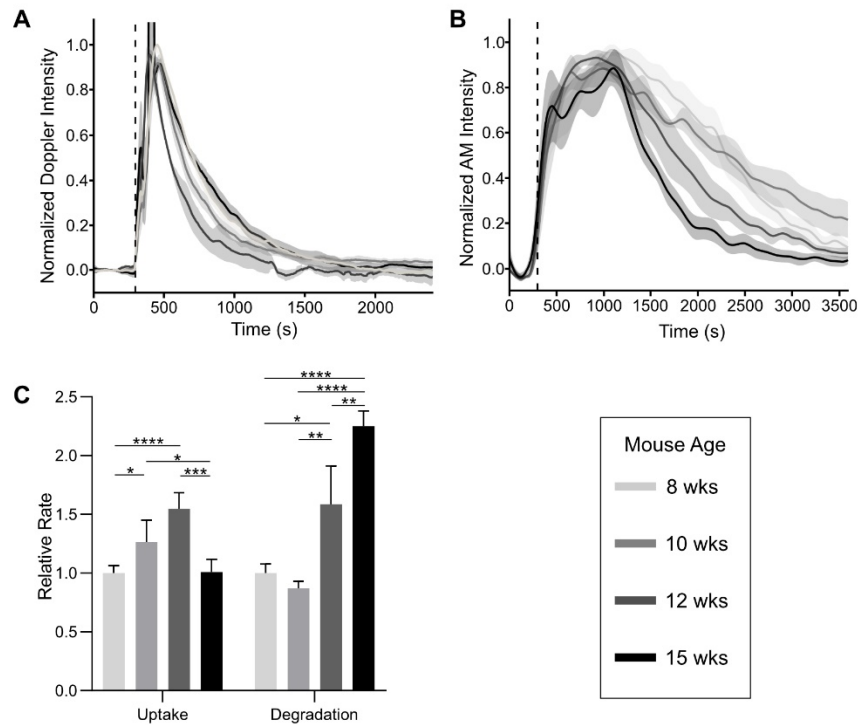 A
Normalized Doppler Intensity
1.0
0.8
0.6
0.4
0.2
0.0
0
500
1000
1500
2000
Time (s)
B
Normalized AM Intensity
1.0
0.8
0.6
0.4
0.2
0.0
0
500
1000
1500
2000
2500
3000
3500
Time (s)
C
Relative Rate
2.5
2.0
1.5
1.0
0.5
0.0
****
*
*
***
****
****
**
*
**
Uptake
Degradation
Mouse Age
8 wks
10 wks
12 wks
15 wks